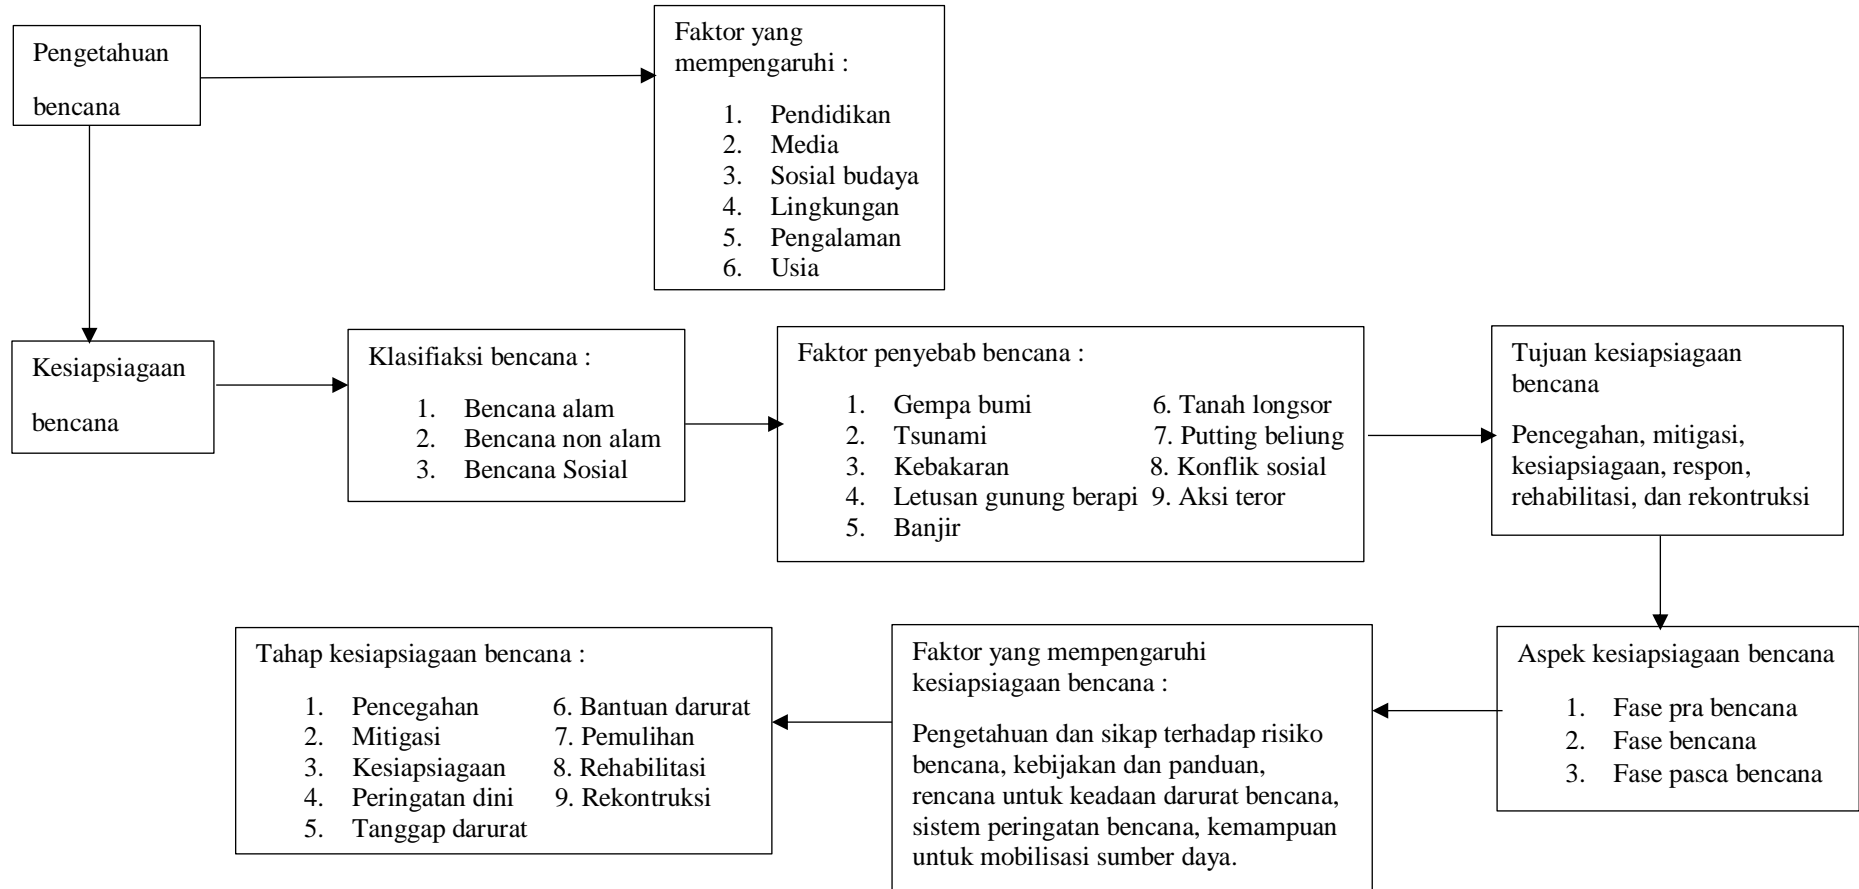 Pengetahuan
bencana
Faktor yang
mempengaruhi :
1. Pendidikan
2. Media
3. Sosial budaya
4. Lingkungan
5. Pengalaman
6. Usia
Kesiapsiagaan
bencana
Klasifiaksi bencana :
1. Bencana alam
2. Bencana non alam
3. Bencana Sosial
Faktor penyebab bencana :
1. Gempa bumi 6. Tanah longsor
2. Tsunami 7. Putting beliung
3. Kebakaran 8. Konflik sosial
4. Letusan gunung berapi 9. Aksi teror
5. Banjir
Tujuan kesiapsiagaan
bencana
Pencegahan, mitigasi,
kesiapsiagaan, respon,
rehabilitasi, dan rekontruksi
Aspek kesiapsiagaan bencana
1. Fase pra bencana
2. Fase bencana
3. Fase pasca bencana
Faktor yang mempengaruhi
kesiapsiagaan bencana :
Pengetahuan dan sikap terhadap risiko
bencana, kebijakan dan panduan,
rencana untuk keadaan darurat bencana,
sistem peringatan bencana, kemampuan
untuk mobilisasi sumber daya.
Tahap kesiapsiagaan bencana :
1. Pencegahan 6. Bantuan darurat
2. Mitigasi 7. Pemulihan
3. Kesiapsiagaan 8. Rehabilitasi
4. Peringatan dini 9. Rekontruksi
5. Tanggap darurat